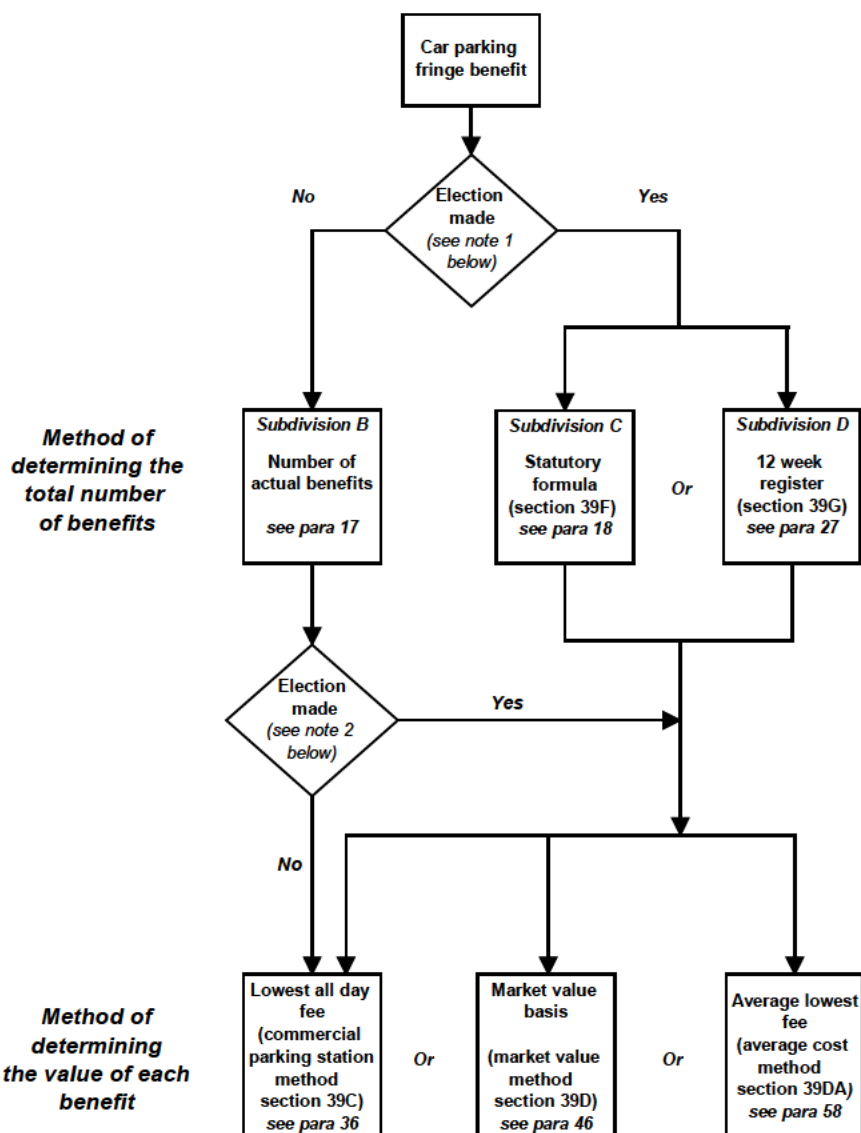 Car parking
fringe benefit
No
Yes
Election
made
(see note 1
below)
Method of
determining the
total number
of benefits
Subdivision B
Number of
actual benefits
see para 17
Subdivision C
Statutory
formula
(section 39F)
see para 18
Or
Subdivision D
12 week
register
(section 39G)
see para 27
Election
made
(see note 2
below)
Yes
No
Method of
determining
the value of each
benefit
Lowest all day
fee
(commercial
parking station
method
section 39C)
see para 36
Or
Market value
basis
(market value
method
section 39D)
see para 46
Or
Average lowest
fee
(average cost
method
section 39DA)
see para 58